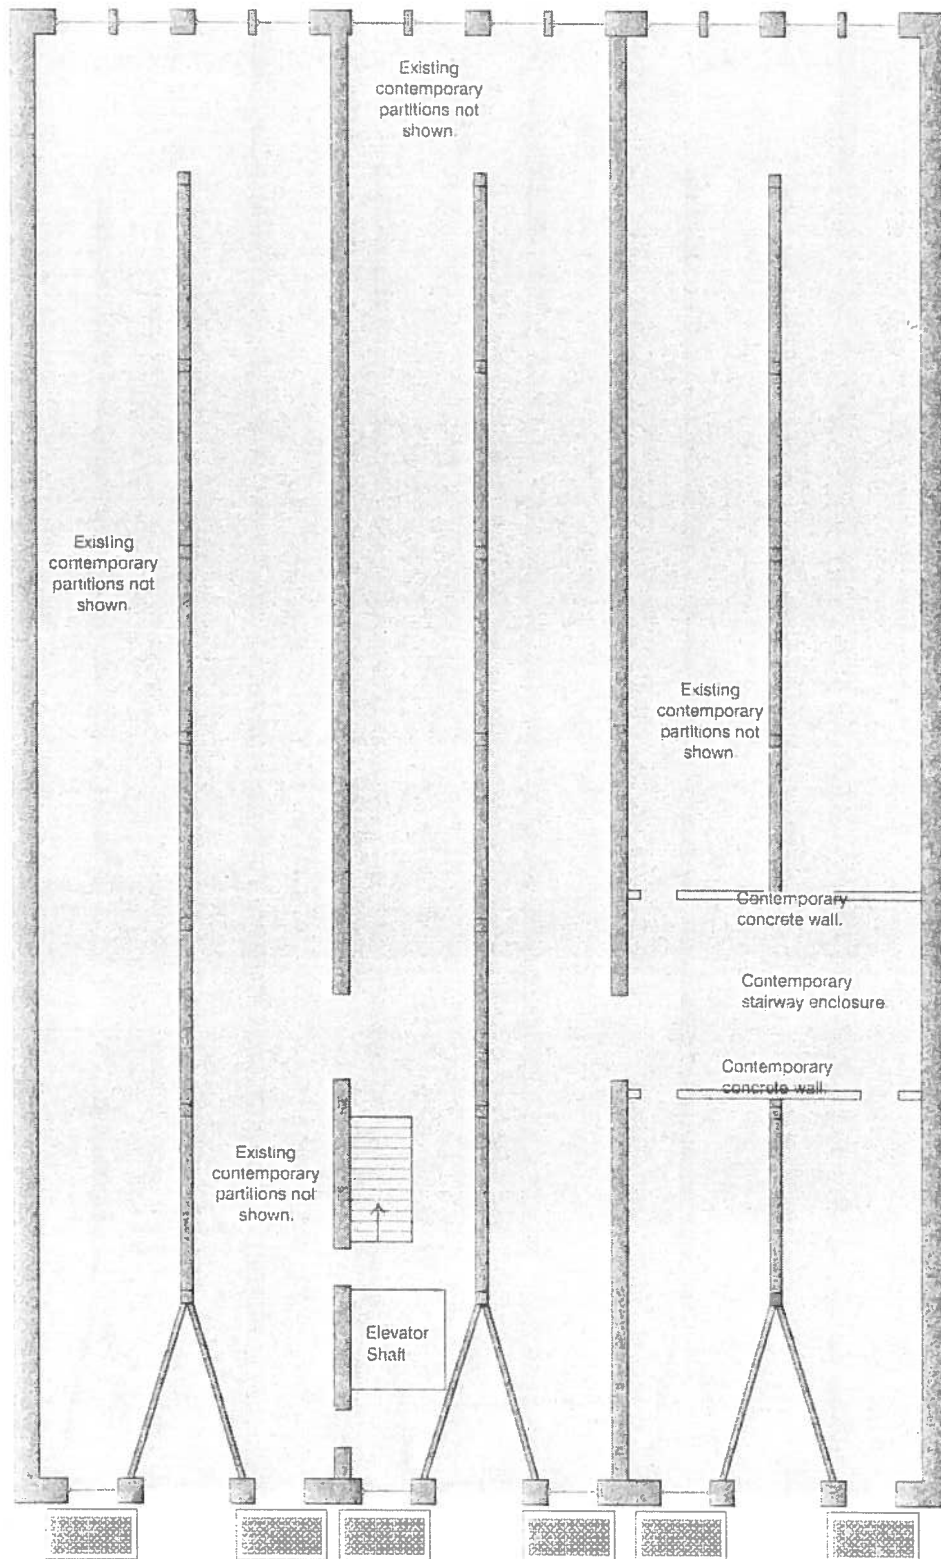 Existing
contemporary
partitions not
shown.
Existing
contemporary
partitions not
shown
Existing
contemporary
partitions not
shown
Contemporary
concrete wall.
Contemporary
stairway enclosure
Contemporary
concrete wall.
Existing
contemporary
partitions not
shown.
Elevator
Shaft